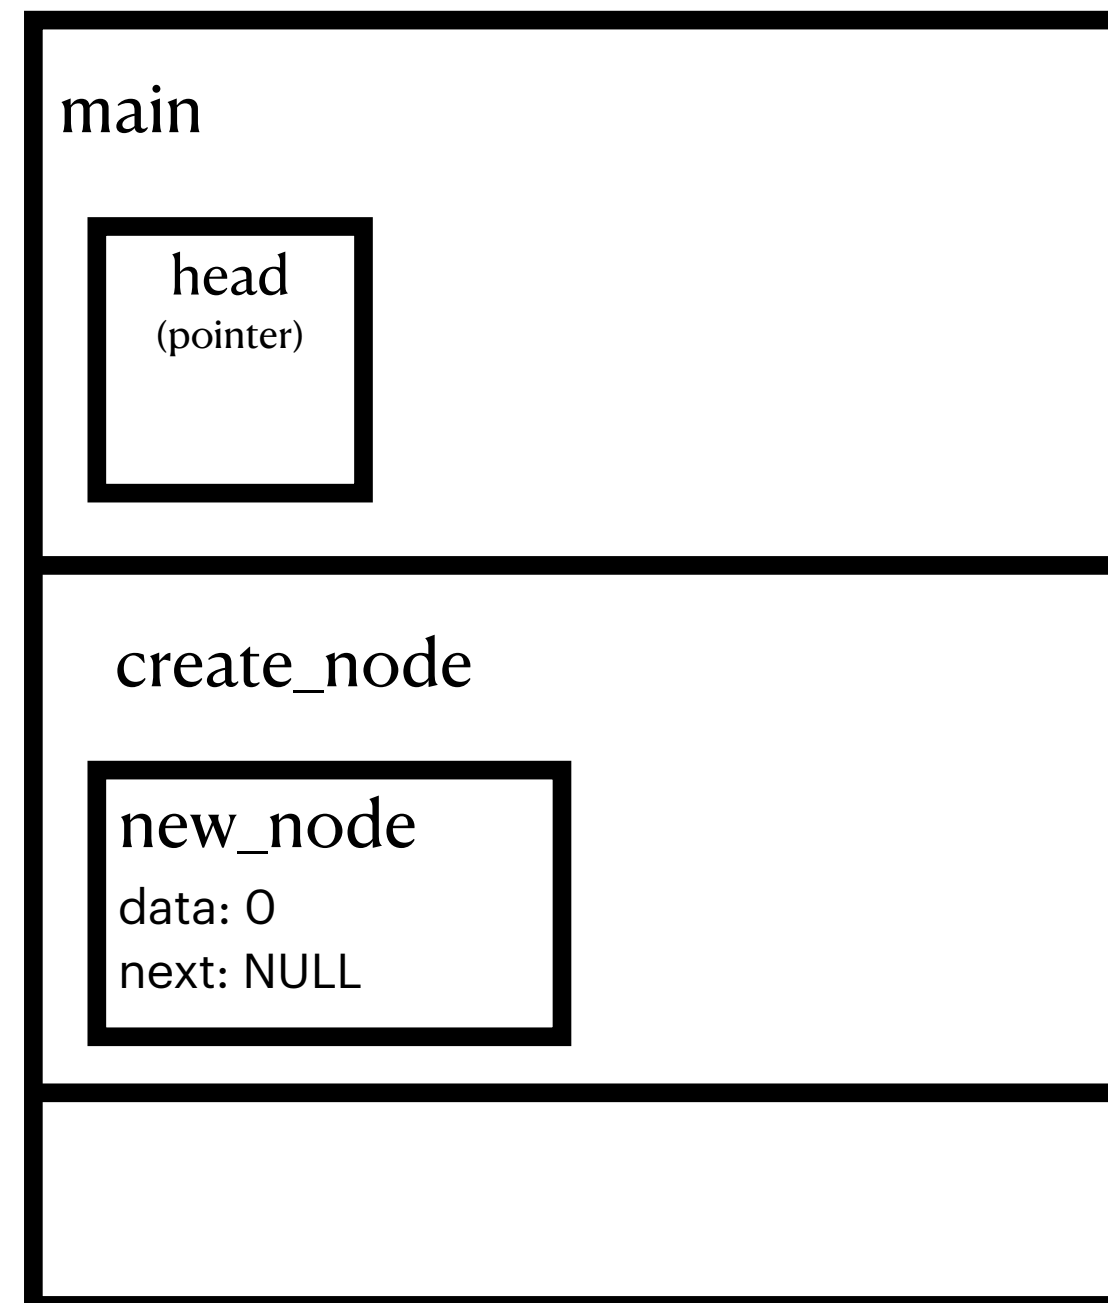 main
head
(pointer)
create_node
new_node
data: 0
next: NULL